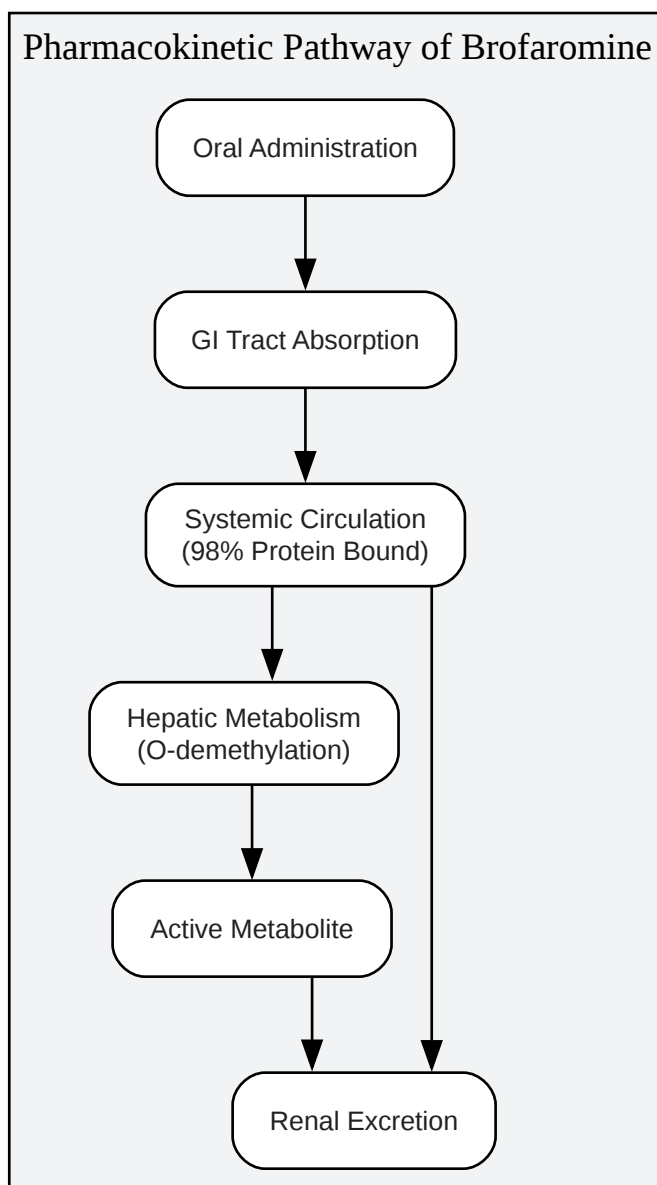 Pharmacokinetic Pathway of Brofaromine
Oral Administration
GI Tract Absorption
Systemic Circulation
(98% Protein Bound)
Hepatic Metabolism
(O-demethylation)
Active Metabolite
Renal Excretion